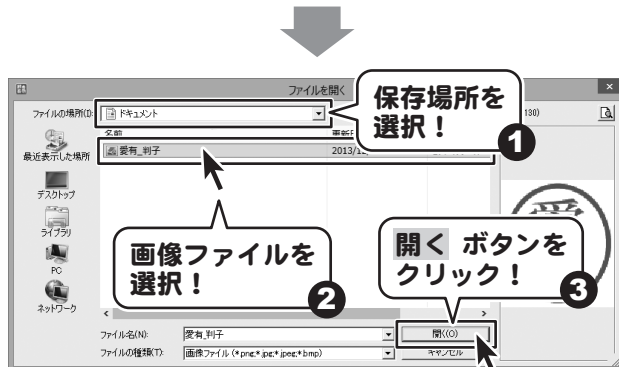 ファイルを開く
保存場所を
選択！
1
ファイルの場所(I):
ドキュメント
130)
名前
最近表示した場所
愛有_判子
2013/1
デスクトップ
ライブラリ
PC
ネットワーク
画像ファイルを
選択！
2
開く ボタンを
クリック！
3
ファイル名(N):
愛有_判子
開く(O)
ファイルの種類(T):
画像ファイル (*.png;*.jpg;*.jpeg;*.bmp)
キャンセル